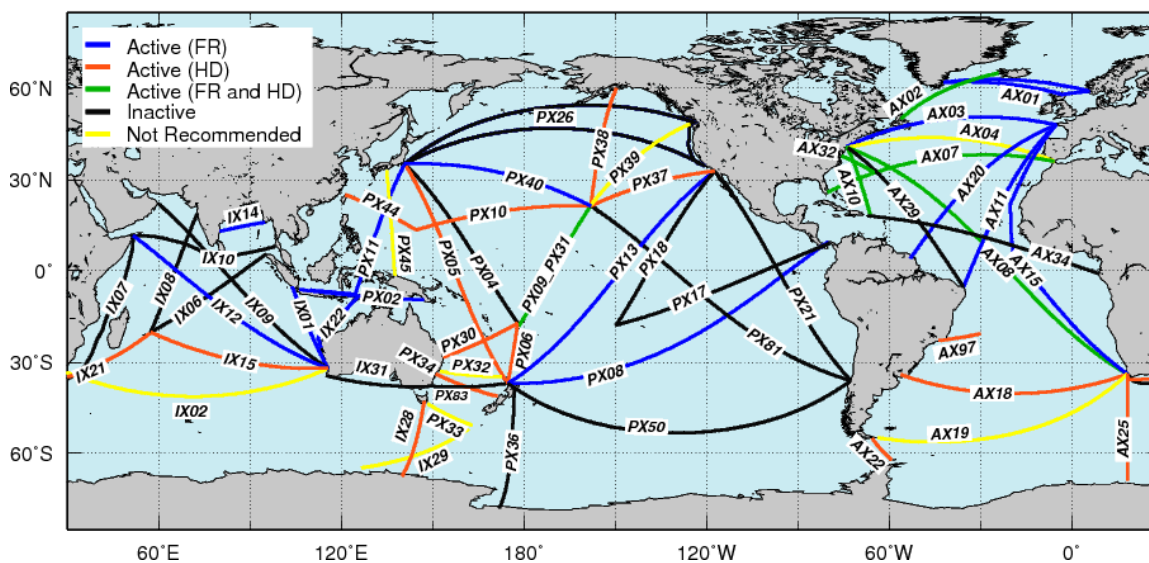 Active (FR)
Active (HD)
Active (FR and HD)
Inactive
Not Recommended
60˚N
30˚N
0˚
30˚S
60˚S
60˚E
120˚E
180˚
120˚W
60˚W
0˚
AX02
AX01
AX03
AX04
AX32
AX07
AX20
AX10
AX29
AX11
AX34
AX08
AX15
AX97
AX18
AX19
AX22
AX25
PX26
PX38
PX39
PX40
PX37
PX44
PX10
PX11
PX45
PX05
PX04
PX31
PX09
PX13
PX18
PX02
PX17
PX21
PX30
PX06
PX34
PX32
PX08
PX81
PX83
PX33
PX50
PX36
IX14
IX10
IX07
IX08
IX06
IX12
IX09
IX01
IX22
IX21
IX15
IX31
IX02
IX28
IX29